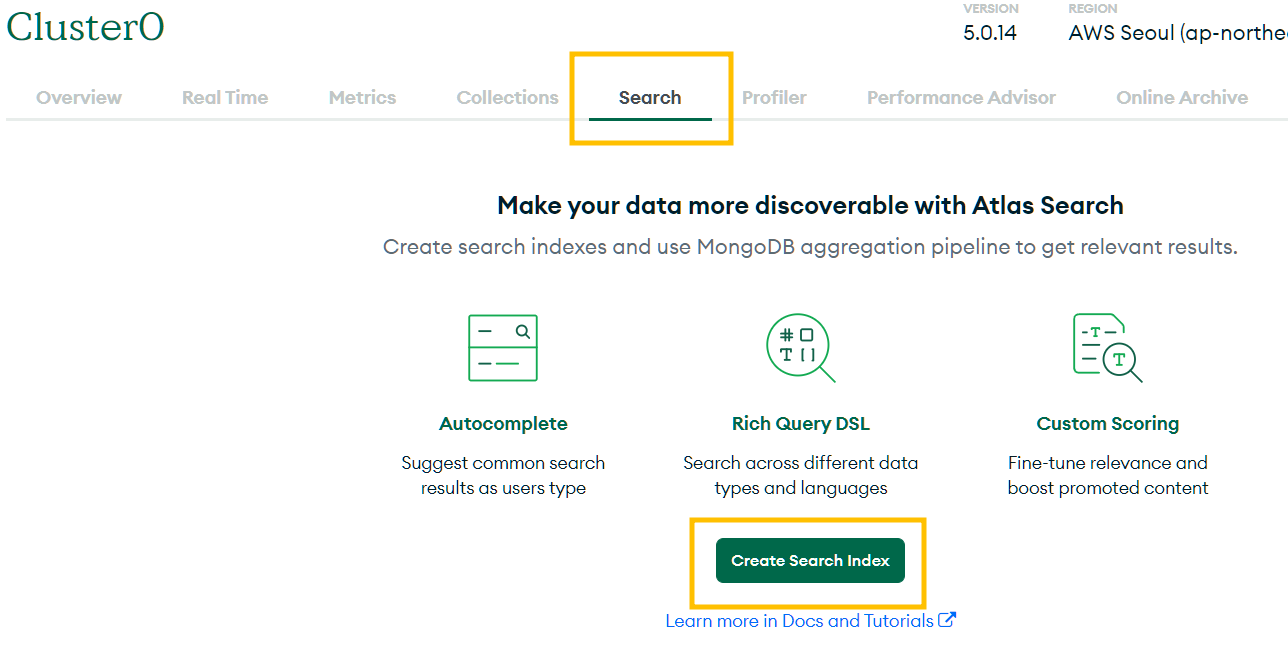 Cluster0
VERSION
5.0.14
REGION
AWS Seoul (ap-northe
Overview
Real Time
Metrics
Collections
Search
Profiler
Performance Advisor
Online Archive
Make your data more discoverable with Atlas Search
Create search indexes and use MongoDB aggregation pipeline to get relevant results.
Autocomplete
Suggest common search
results as users type
Rich Query DSL
Search across different data
types and languages
Custom Scoring
Fine-tune relevance and
boost promoted content
Create Search Index
Learn more in Docs and Tutorials